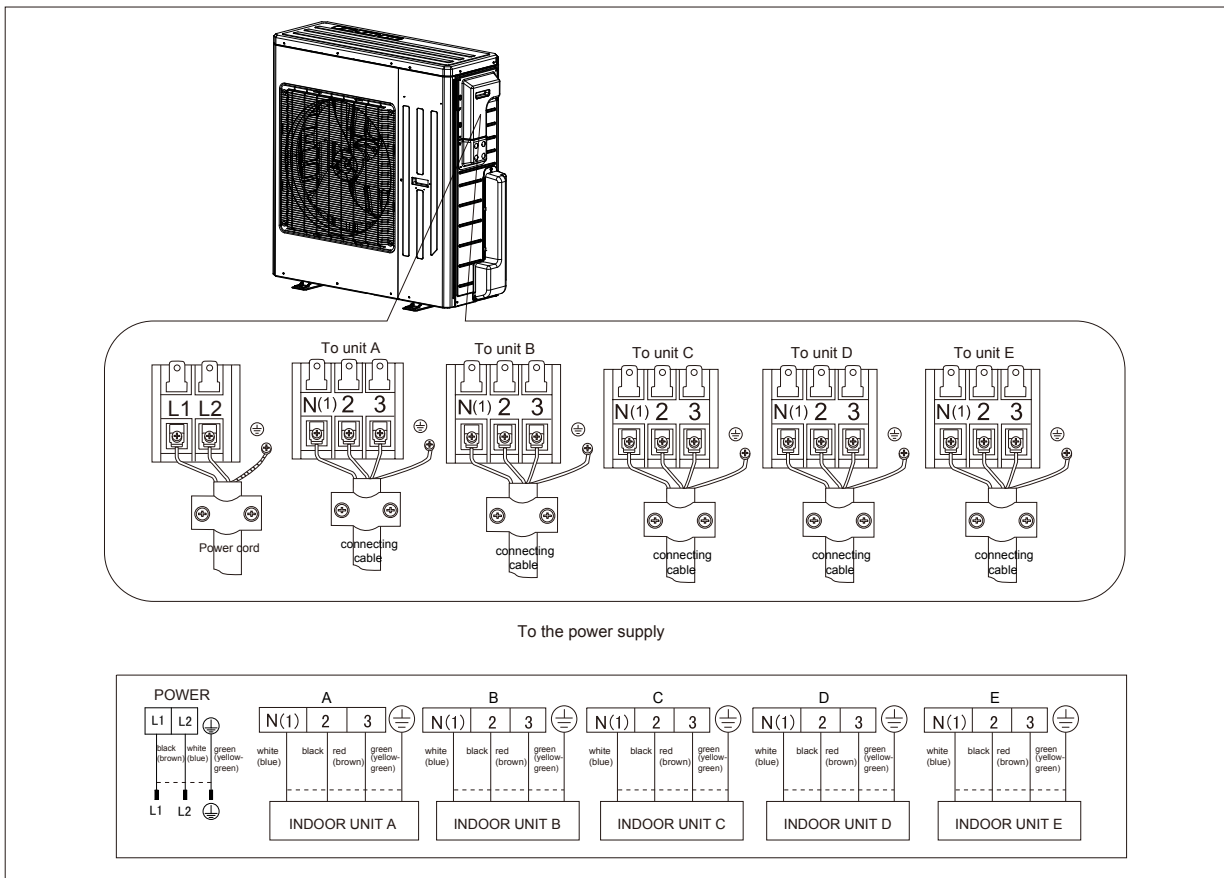 To unit A
To unit B
To unit C
To unit D
To unit E
L1 L2
N(1) 2 3
N(1) 2 3
N(1) 2 3
N(1) 2 3
N(1) 2 3
Power cord
connecting
cable
connecting
cable
connecting
cable
connecting
cable
connecting
cable
To the power supply
POWER
L1 L2
black
(brown)
white
(blue)
green
(yellow-
green)
L1 L2
A
N(1) 2 3
white
(blue)
black
red
(brown)
green
(yellow-
green)
INDOOR UNIT A
B
N(1) 2 3
white
(blue)
black
red
(brown)
green
(yellow-
green)
INDOOR UNIT B
C
N(1) 2 3
white
(blue)
black
red
(brown)
green
(yellow-
green)
INDOOR UNIT C
D
N(1) 2 3
white
(blue)
black
red
(brown)
green
(yellow-
green)
INDOOR UNIT D
E
N(1) 2 3
white
(blue)
black
red
(brown)
green
(yellow-
green)
INDOOR UNIT E